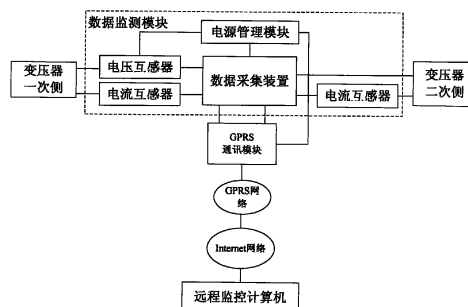 数据监测模块
电源管理模块
变压器
一次侧
电压互感器
电流互感器
数据采集装置
电流互感器
变压器
二次侧
GPRS
通讯模块
GPRS网
络
Internet网络
远程监控计算机